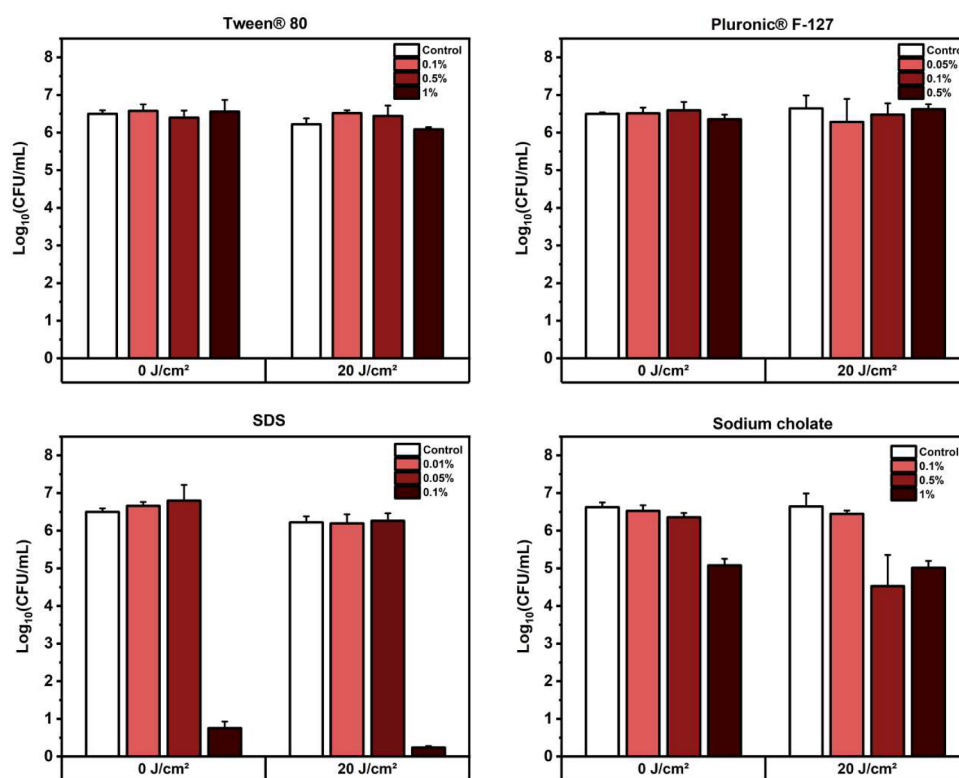 Tween® 80
Control
0.1%
0.5%
1%
8
7
6
5
4
3
2
1
0
Log10(CFU/mL)
0 J/cm²
20 J/cm²
Pluronic® F-127
Control
0.05%
0.1%
0.5%
8
7
6
5
4
3
2
1
0
Log10(CFU/mL)
0 J/cm²
20 J/cm²
SDS
Control
0.01%
0.05%
0.1%
8
7
6
5
4
3
2
1
0
Log10(CFU/mL)
0 J/cm²
20 J/cm²
Sodium cholate
Control
0.1%
0.5%
1%
8
7
6
5
4
3
2
1
0
Log10(CFU/mL)
0 J/cm²
20 J/cm²